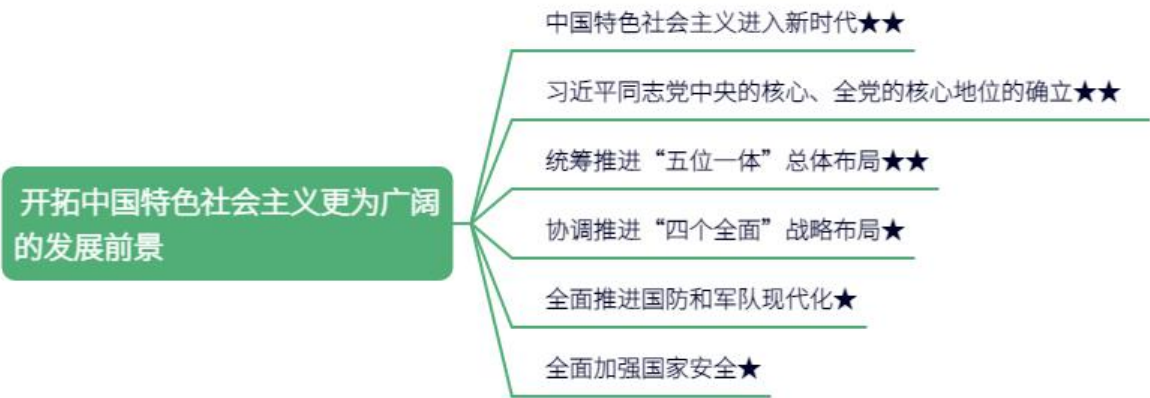 中国特色社会主义进入新时代★★
习近平同志党中央的核心、全党的核心地位的确立★★
统筹推进“五位一体”总体布局★★
开拓中国特色社会主义更为广阔
的发展前景
协调推进“四个全面”战略布局★
全面推进国防和军队现代化★
全面加强国家安全★